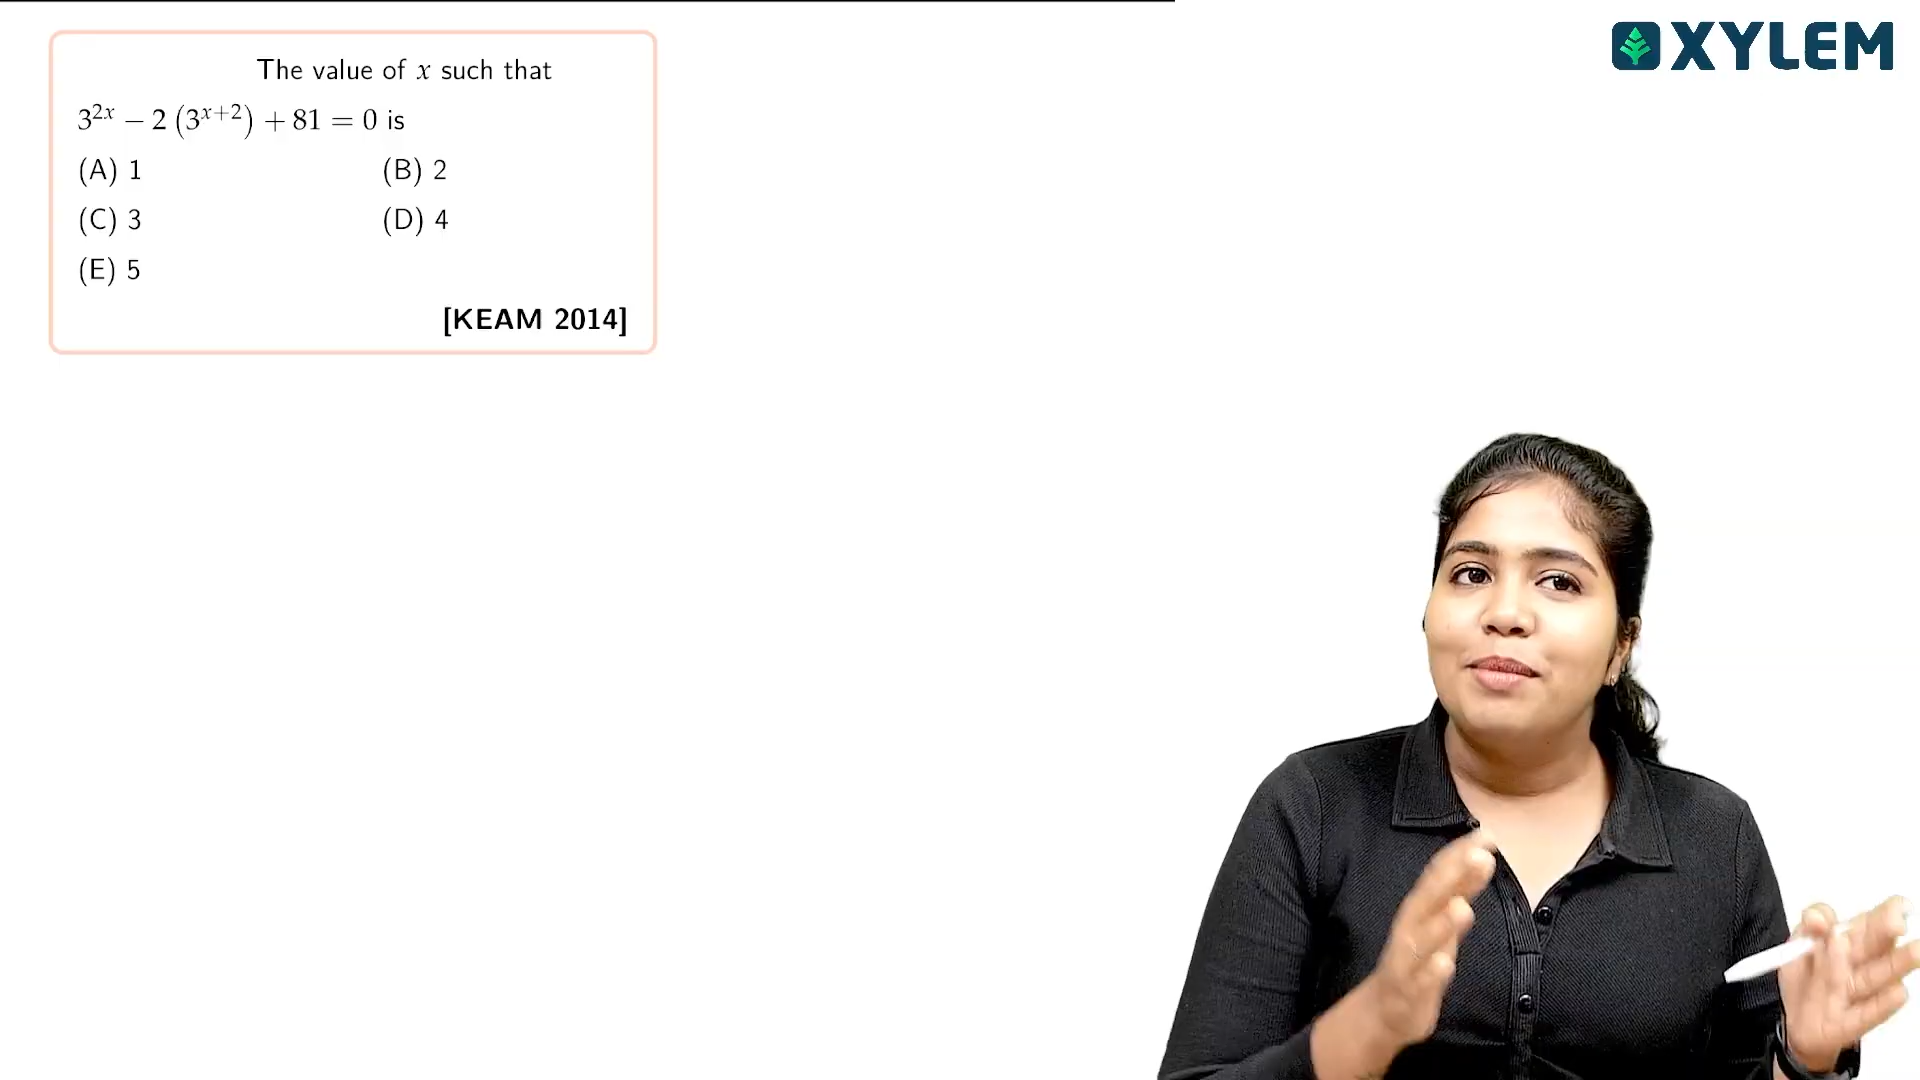 XYLEM
The value of x such that
3^{2x} − 2 (3^{x+2}) + 81 = 0 is
(A) 1 (B) 2
(C) 3 (D) 4
(E) 5
[KEAM 2014]